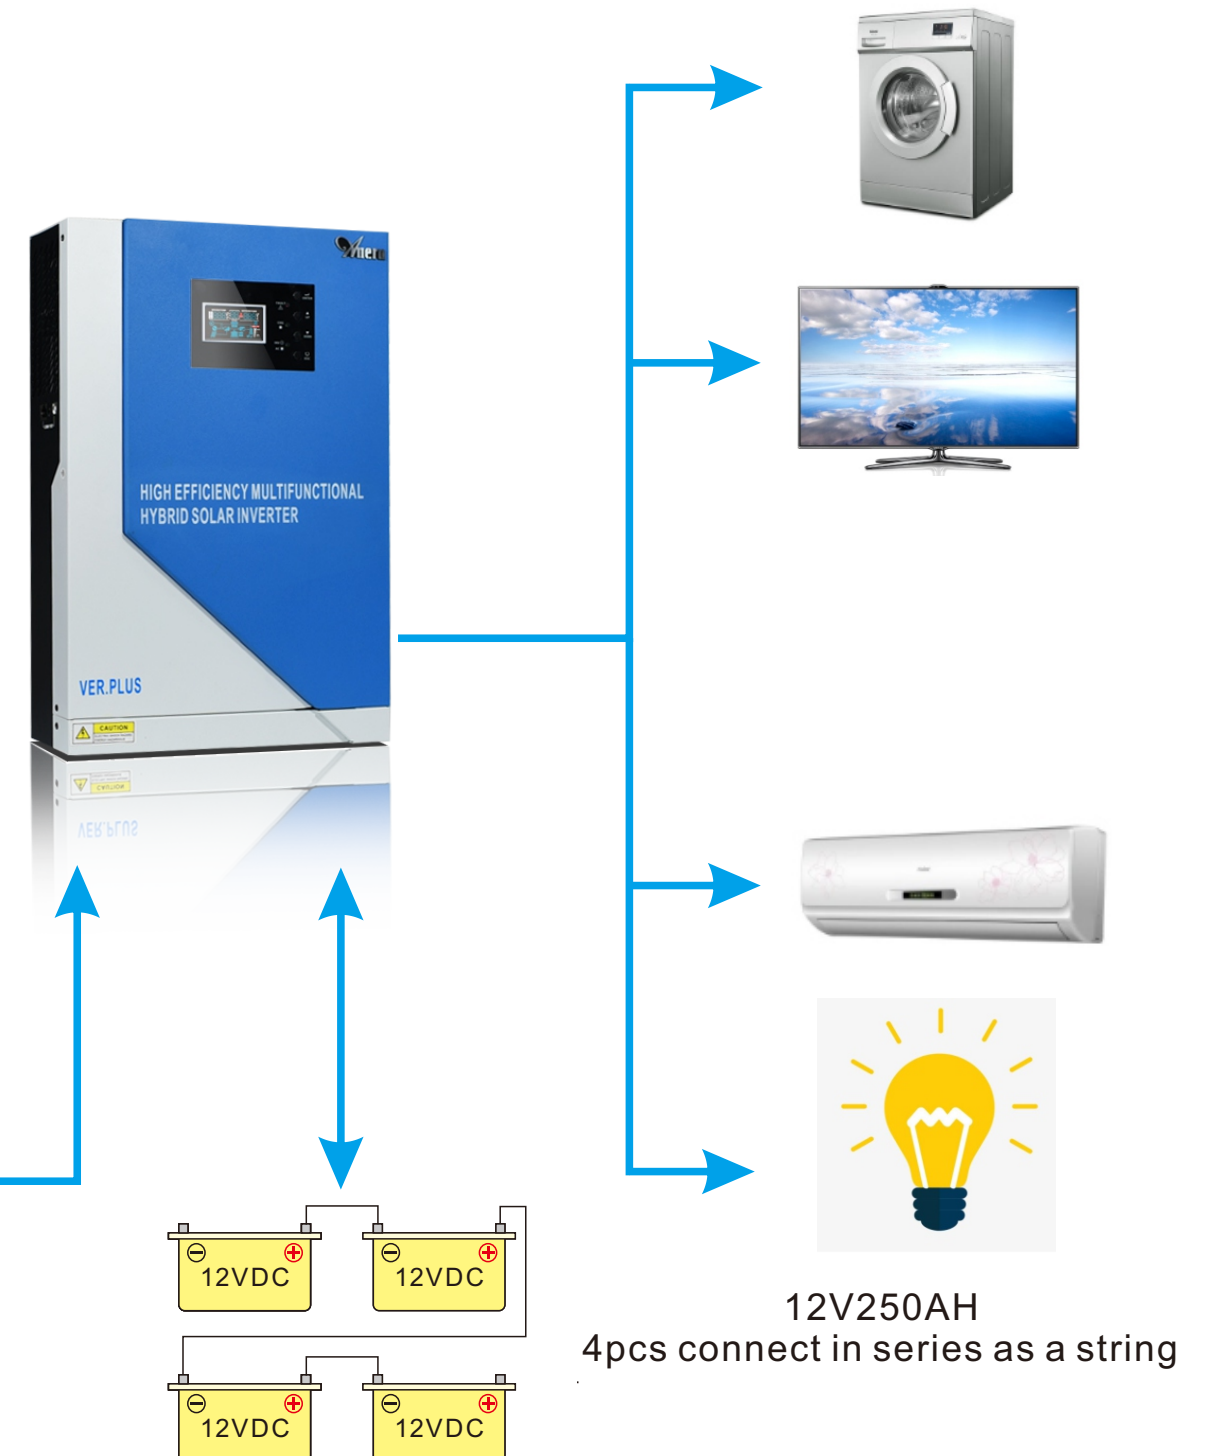 HIGH EFFICIENCY MULTIFUNCTIONAL
HYBRID SOLAR INVERTER
VER.PLUS
CAUTION
12VDC
12VDC
12V250AH
4pcs connect in series as a string
12VDC
12VDC